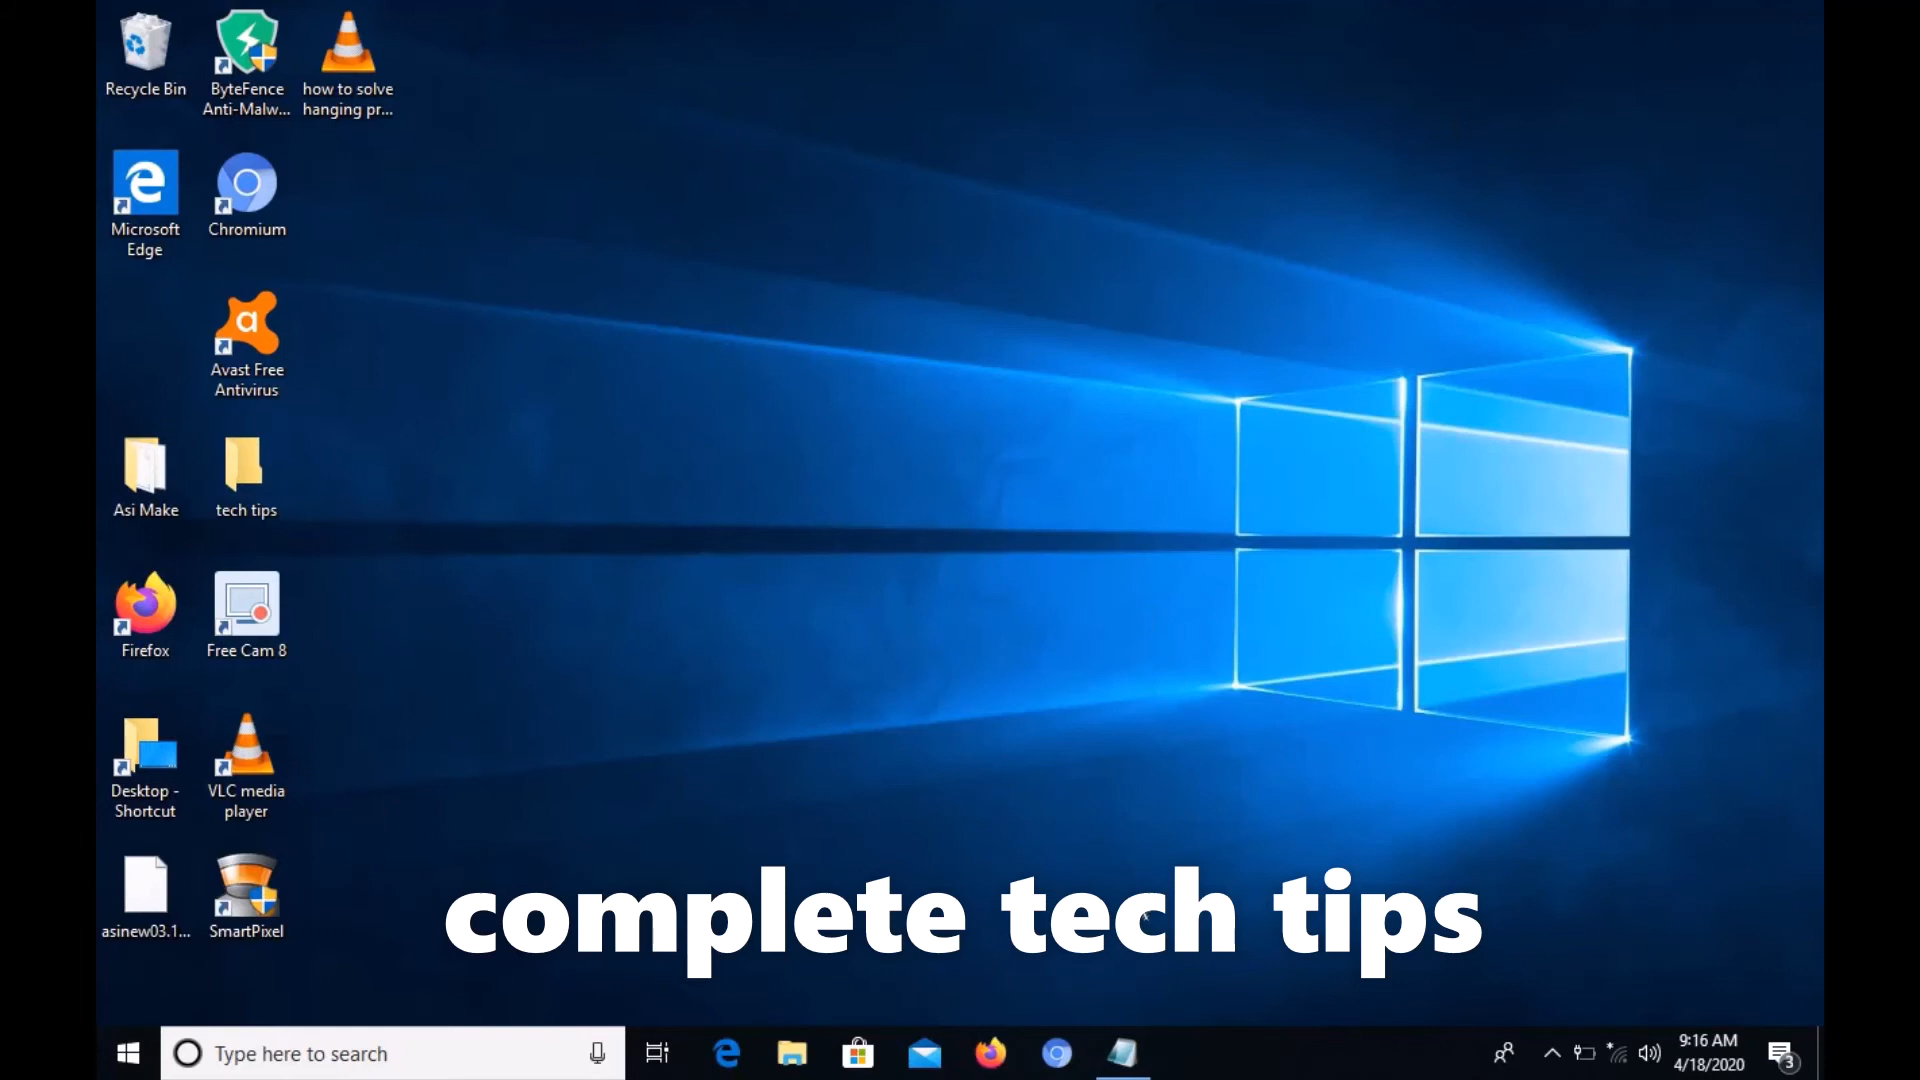 Recycle Bin
ByteFence
Anti-Malw...
how to solve
hanging pr...
Microsoft
Edge
Chromium
a
Avast Free
Antivirus
Asi Make
tech tips
Firefox
Free Cam 8
Desktop -
Shortcut
VLC media
player
asinew03.1...
SmartPixel
complete tech tips
Type here to search
9:16 AM
4/18/2020
3